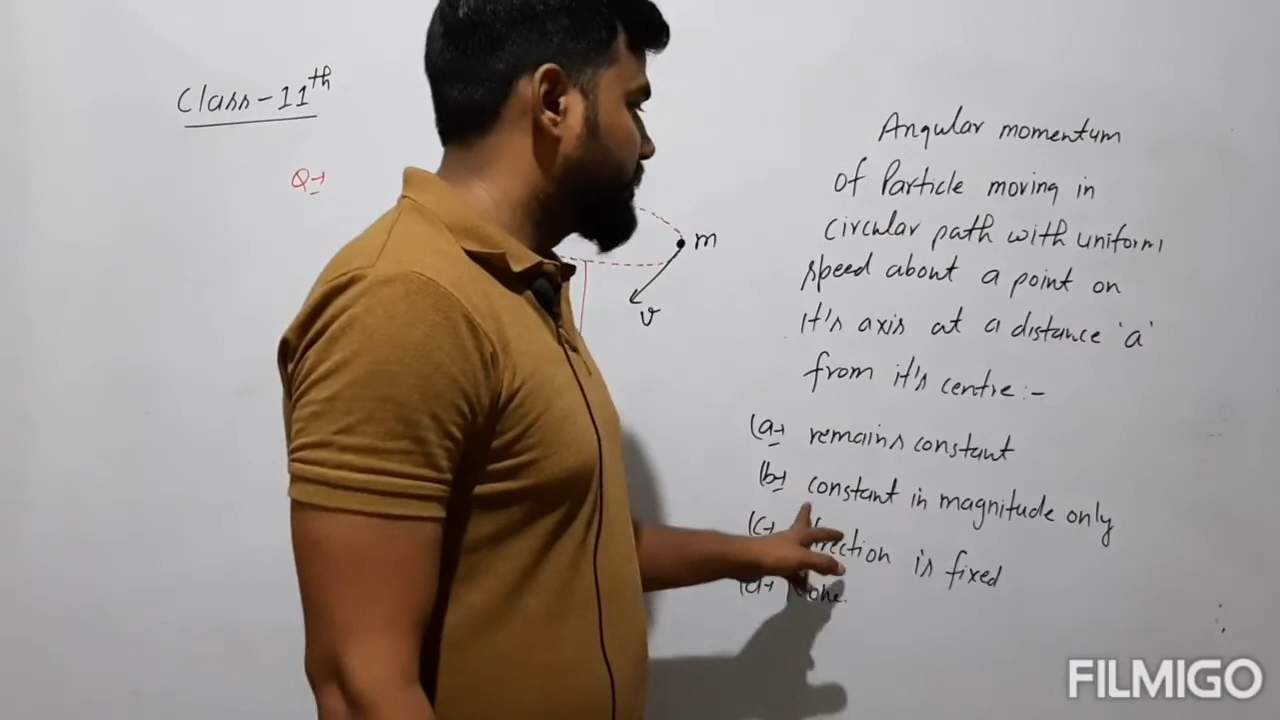 Class-11th
Q→
m
v
Angular momentum
of Particle moving in
circular path with uniform
speed about a point on
it's axis at a distance 'a'
from it's centre:-
(a→ remains constant
(b→ constant in magnitude only
(c→ direction is fixed
(d→ None.
FILMIGO